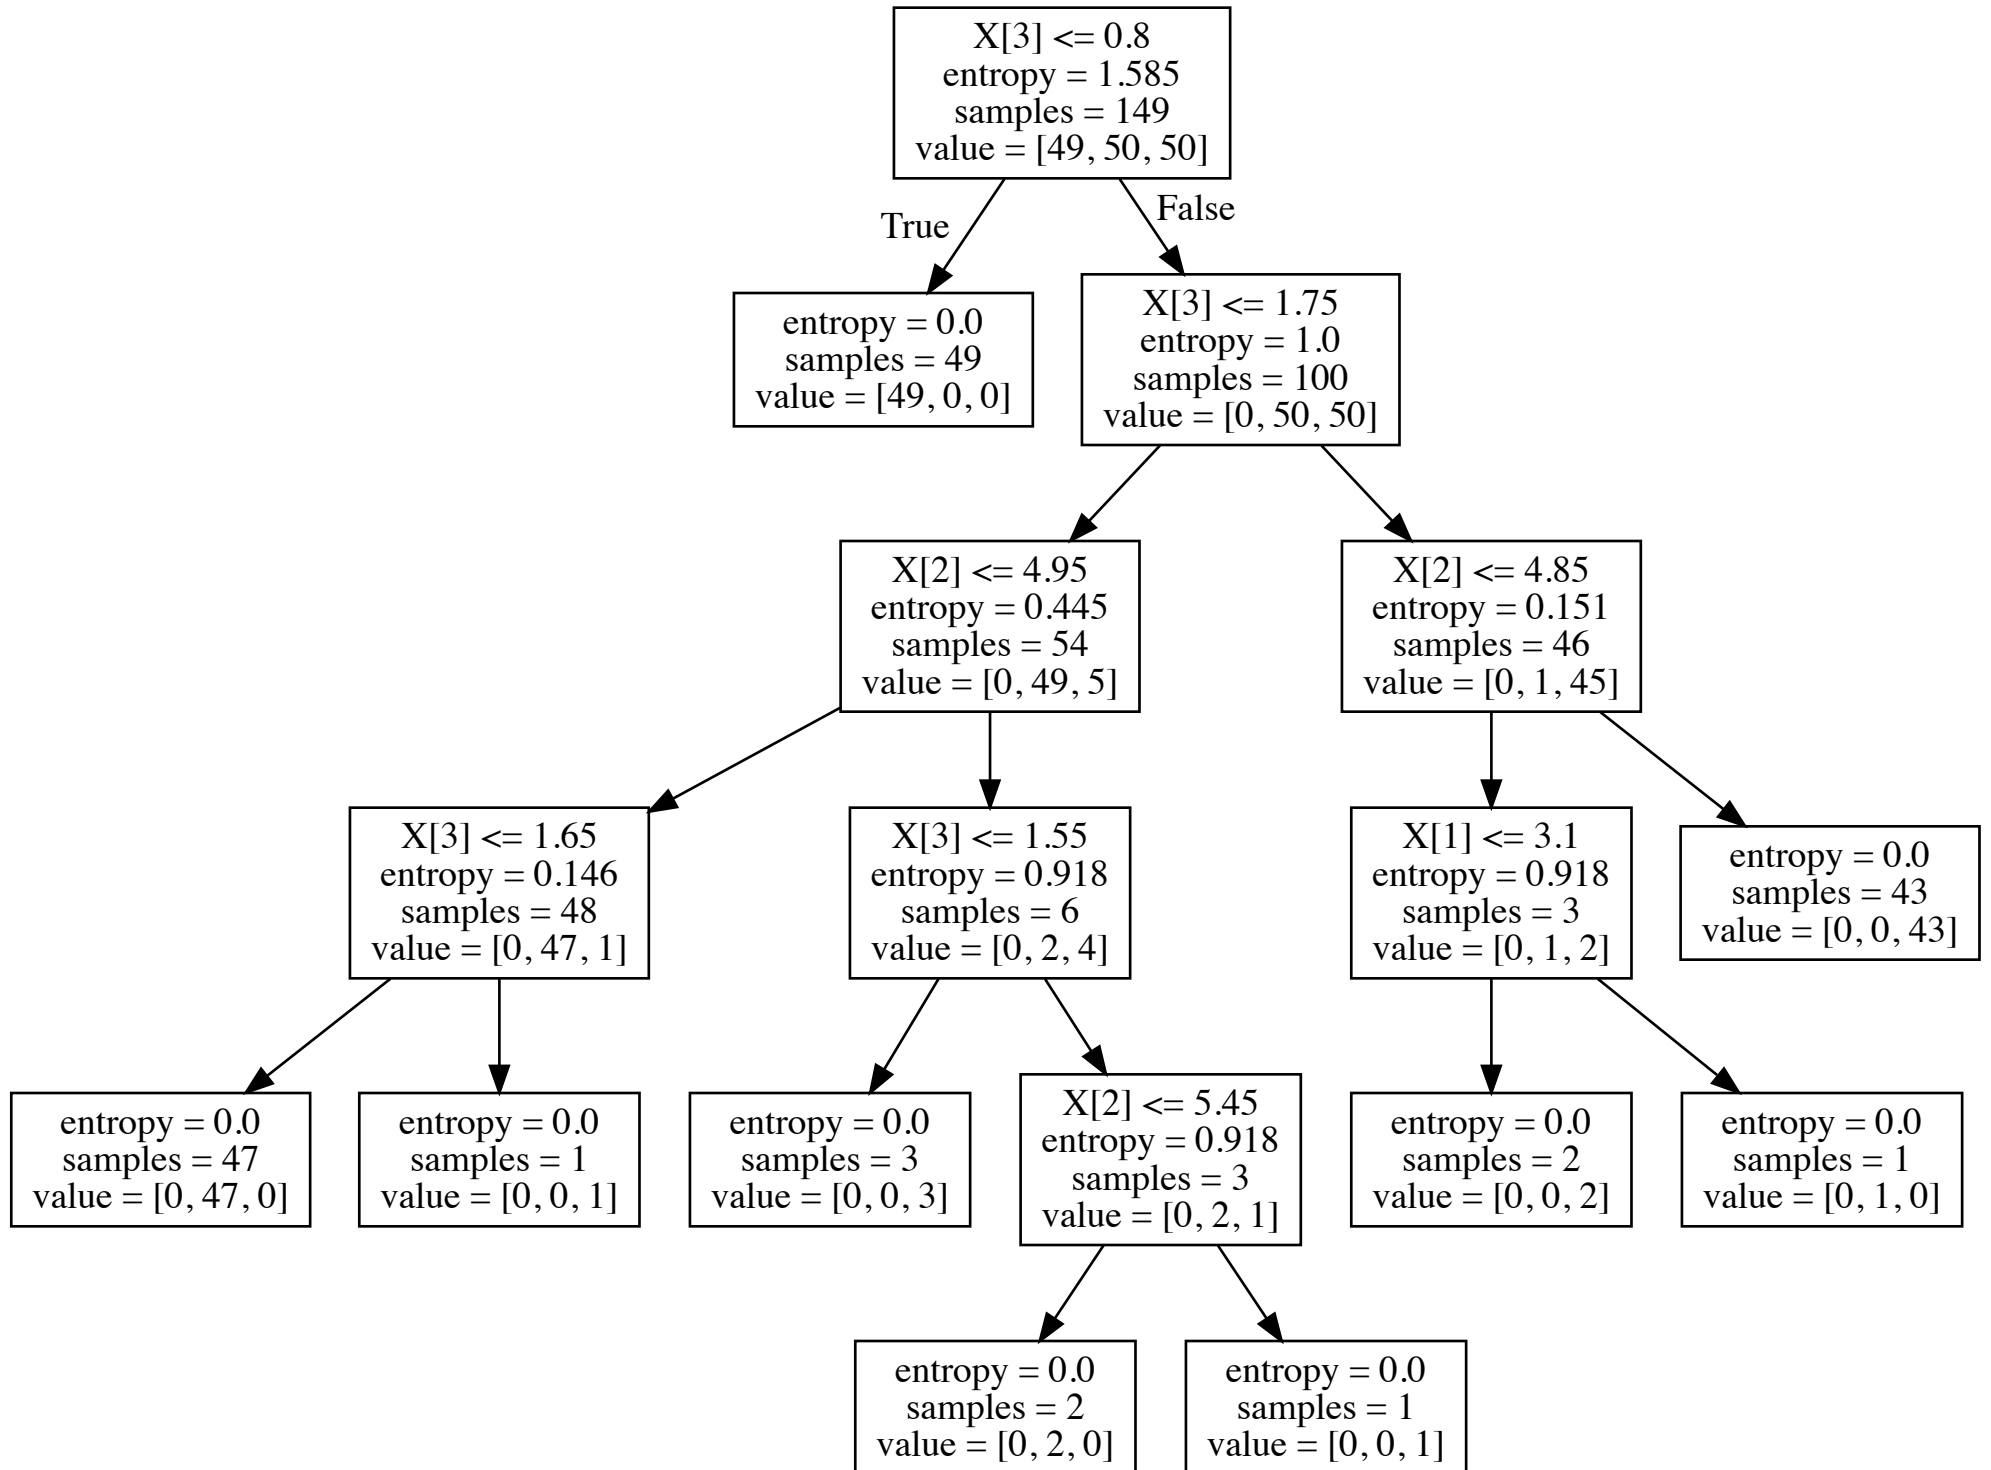 X[3] <= 0.8
entropy = 1.585
samples = 149
value = [49, 50, 50]
True
False
entropy = 0.0
samples = 49
value = [49, 0, 0]
X[3] <= 1.75
entropy = 1.0
samples = 100
value = [0, 50, 50]
X[2] <= 4.95
entropy = 0.445
samples = 54
value = [0, 49, 5]
X[2] <= 4.85
entropy = 0.151
samples = 46
value = [0, 1, 45]
X[3] <= 1.65
entropy = 0.146
samples = 48
value = [0, 47, 1]
X[3] <= 1.55
entropy = 0.918
samples = 6
value = [0, 2, 4]
X[1] <= 3.1
entropy = 0.918
samples = 3
value = [0, 1, 2]
entropy = 0.0
samples = 43
value = [0, 0, 43]
entropy = 0.0
samples = 47
value = [0, 47, 0]
entropy = 0.0
samples = 1
value = [0, 0, 1]
entropy = 0.0
samples = 3
value = [0, 0, 3]
X[2] <= 5.45
entropy = 0.918
samples = 3
value = [0, 2, 1]
entropy = 0.0
samples = 2
value = [0, 0, 2]
entropy = 0.0
samples = 1
value = [0, 1, 0]
entropy = 0.0
samples = 2
value = [0, 2, 0]
entropy = 0.0
samples = 1
value = [0, 0, 1]